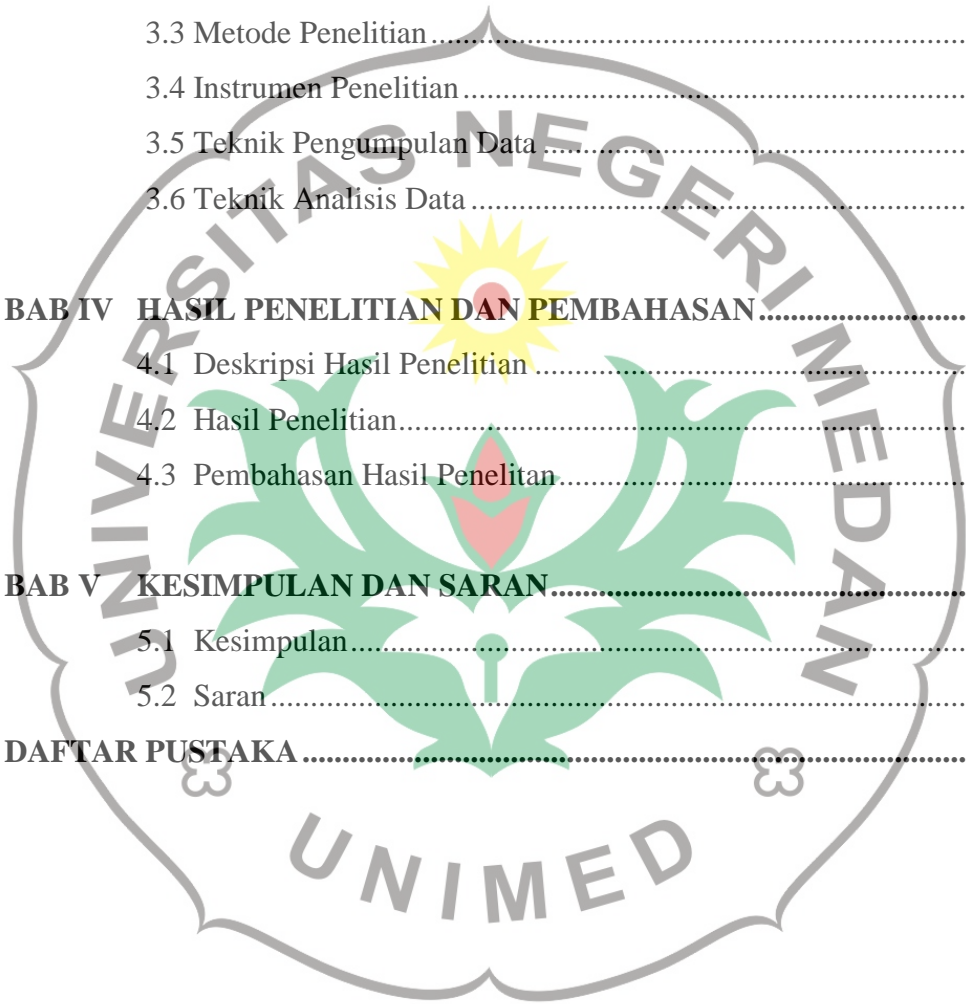 3.3 Metode Penelitian................................................................
3.4 Instrumen Penelitian............................................................
3.5 Teknik Pengumpulan Data....................................................
3.6 Teknik Analisis Data............................................................
BAB IV HASIL PENELITIAN DAN PEMBAHASAN.........................
4.1 Deskripsi Hasil Penelitian.....................................................
4.2 Hasil Penelitian....................................................................
4.3 Pembahasan Hasil Penelitan.................................................
BAB V KESIMPULAN DAN SARAN..................................................
5.1 Kesimpulan..........................................................................
5.2 Saran...................................................................................
DAFTAR PUSTAKA.........................................................................
UNIVERSITAS NEGERI MEDAN
UNIMED